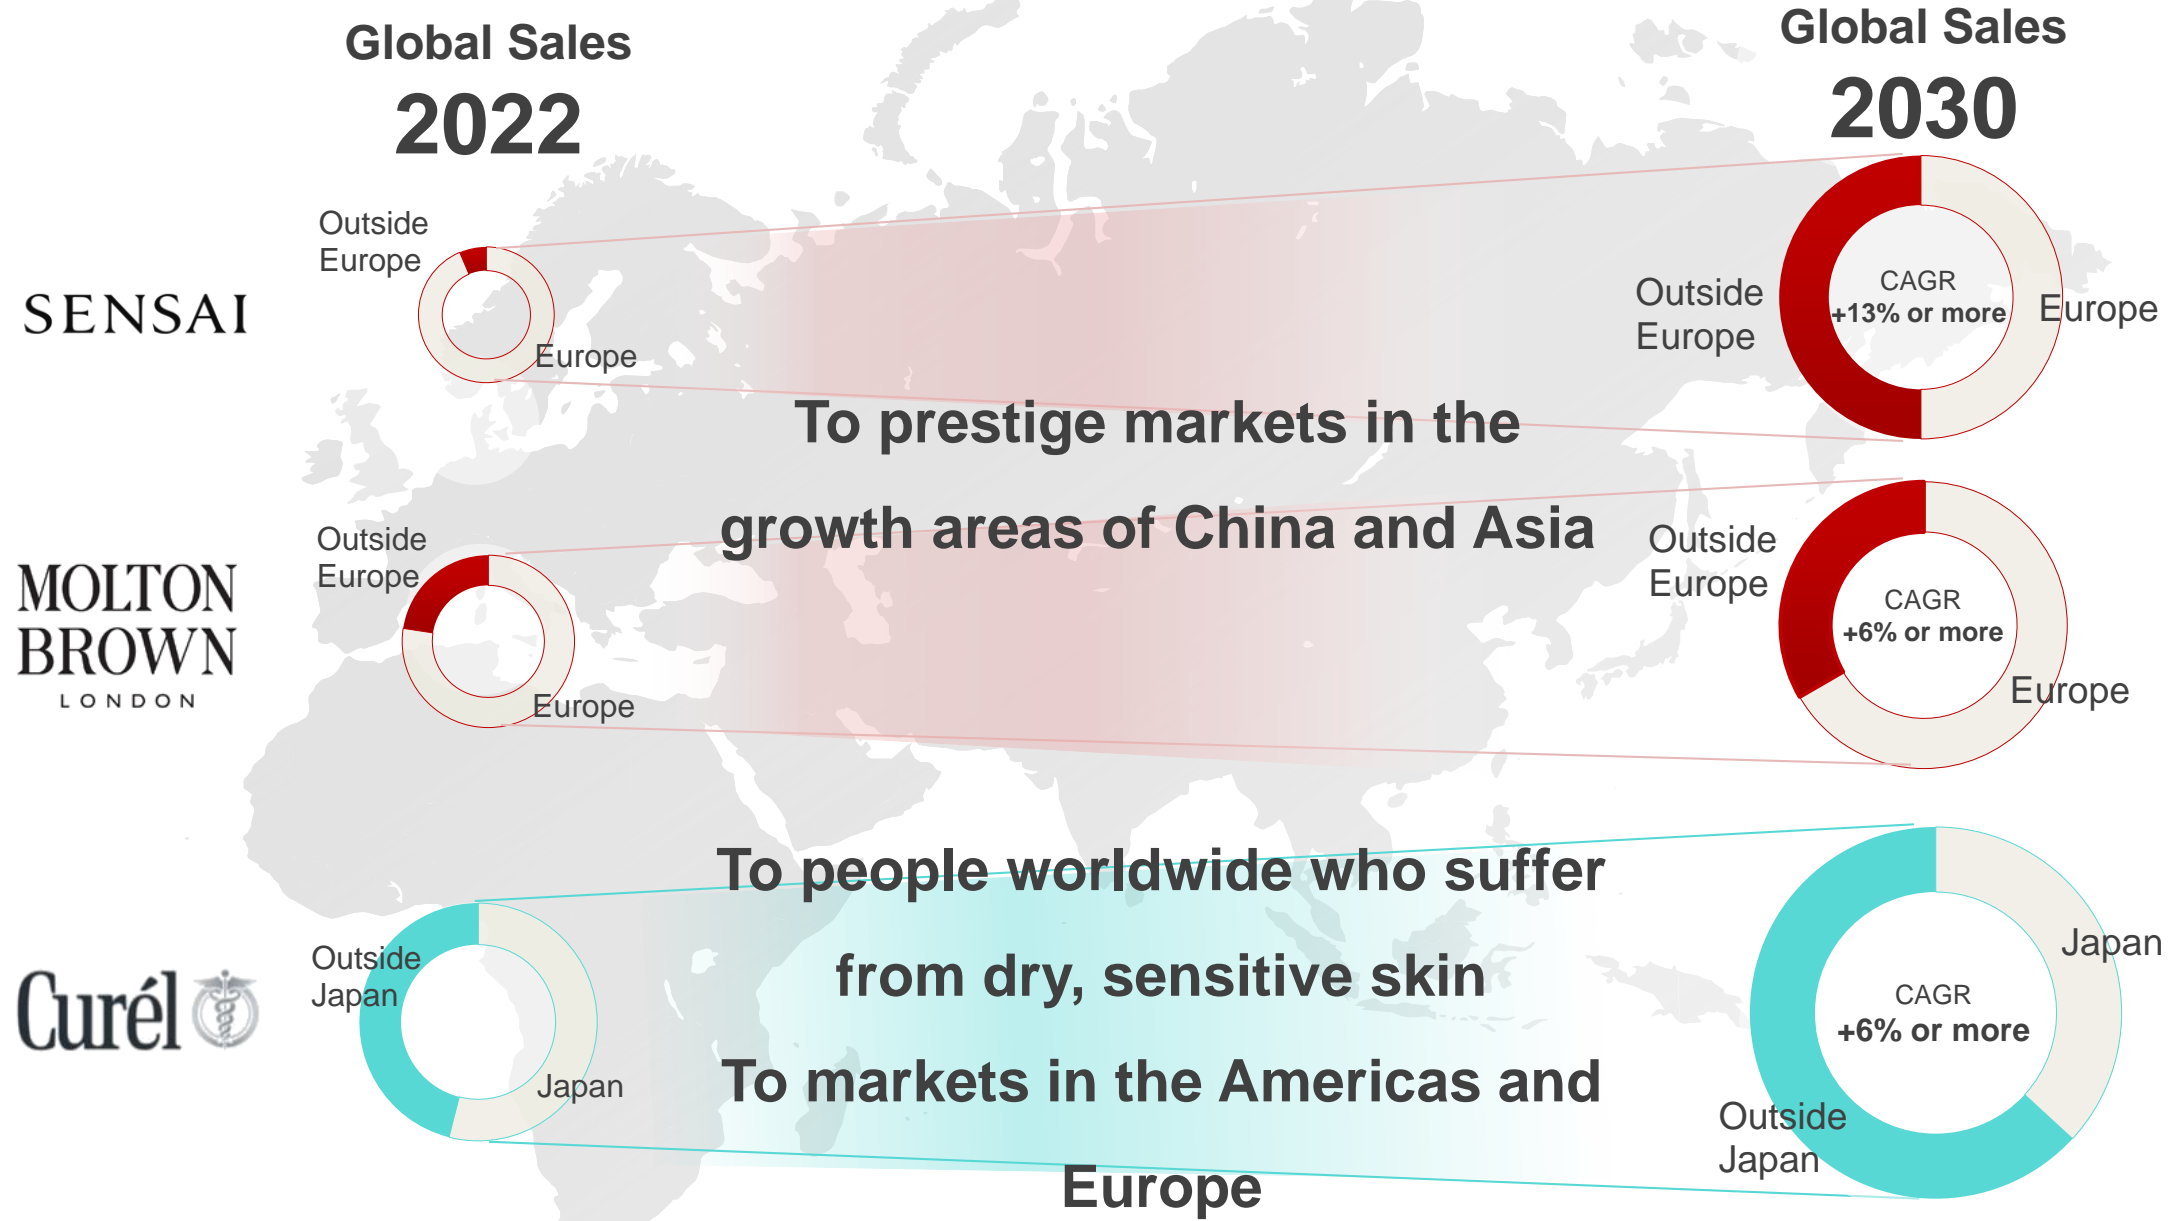 Global Sales
2022
Global Sales
2030
SENSAI
Outside
Europe
Europe
Outside
Europe
CAGR
+13% or more
Europe
To prestige markets in the
growth areas of China and Asia
MOLTON
BROWN
LONDON
Outside
Europe
Europe
Outside
Europe
CAGR
+6% or more
Europe
Curél
Outside
Japan
Japan
To people worldwide who suffer
from dry, sensitive skin
To markets in the Americas and
Europe
Japan
CAGR
+6% or more
Outside
Japan